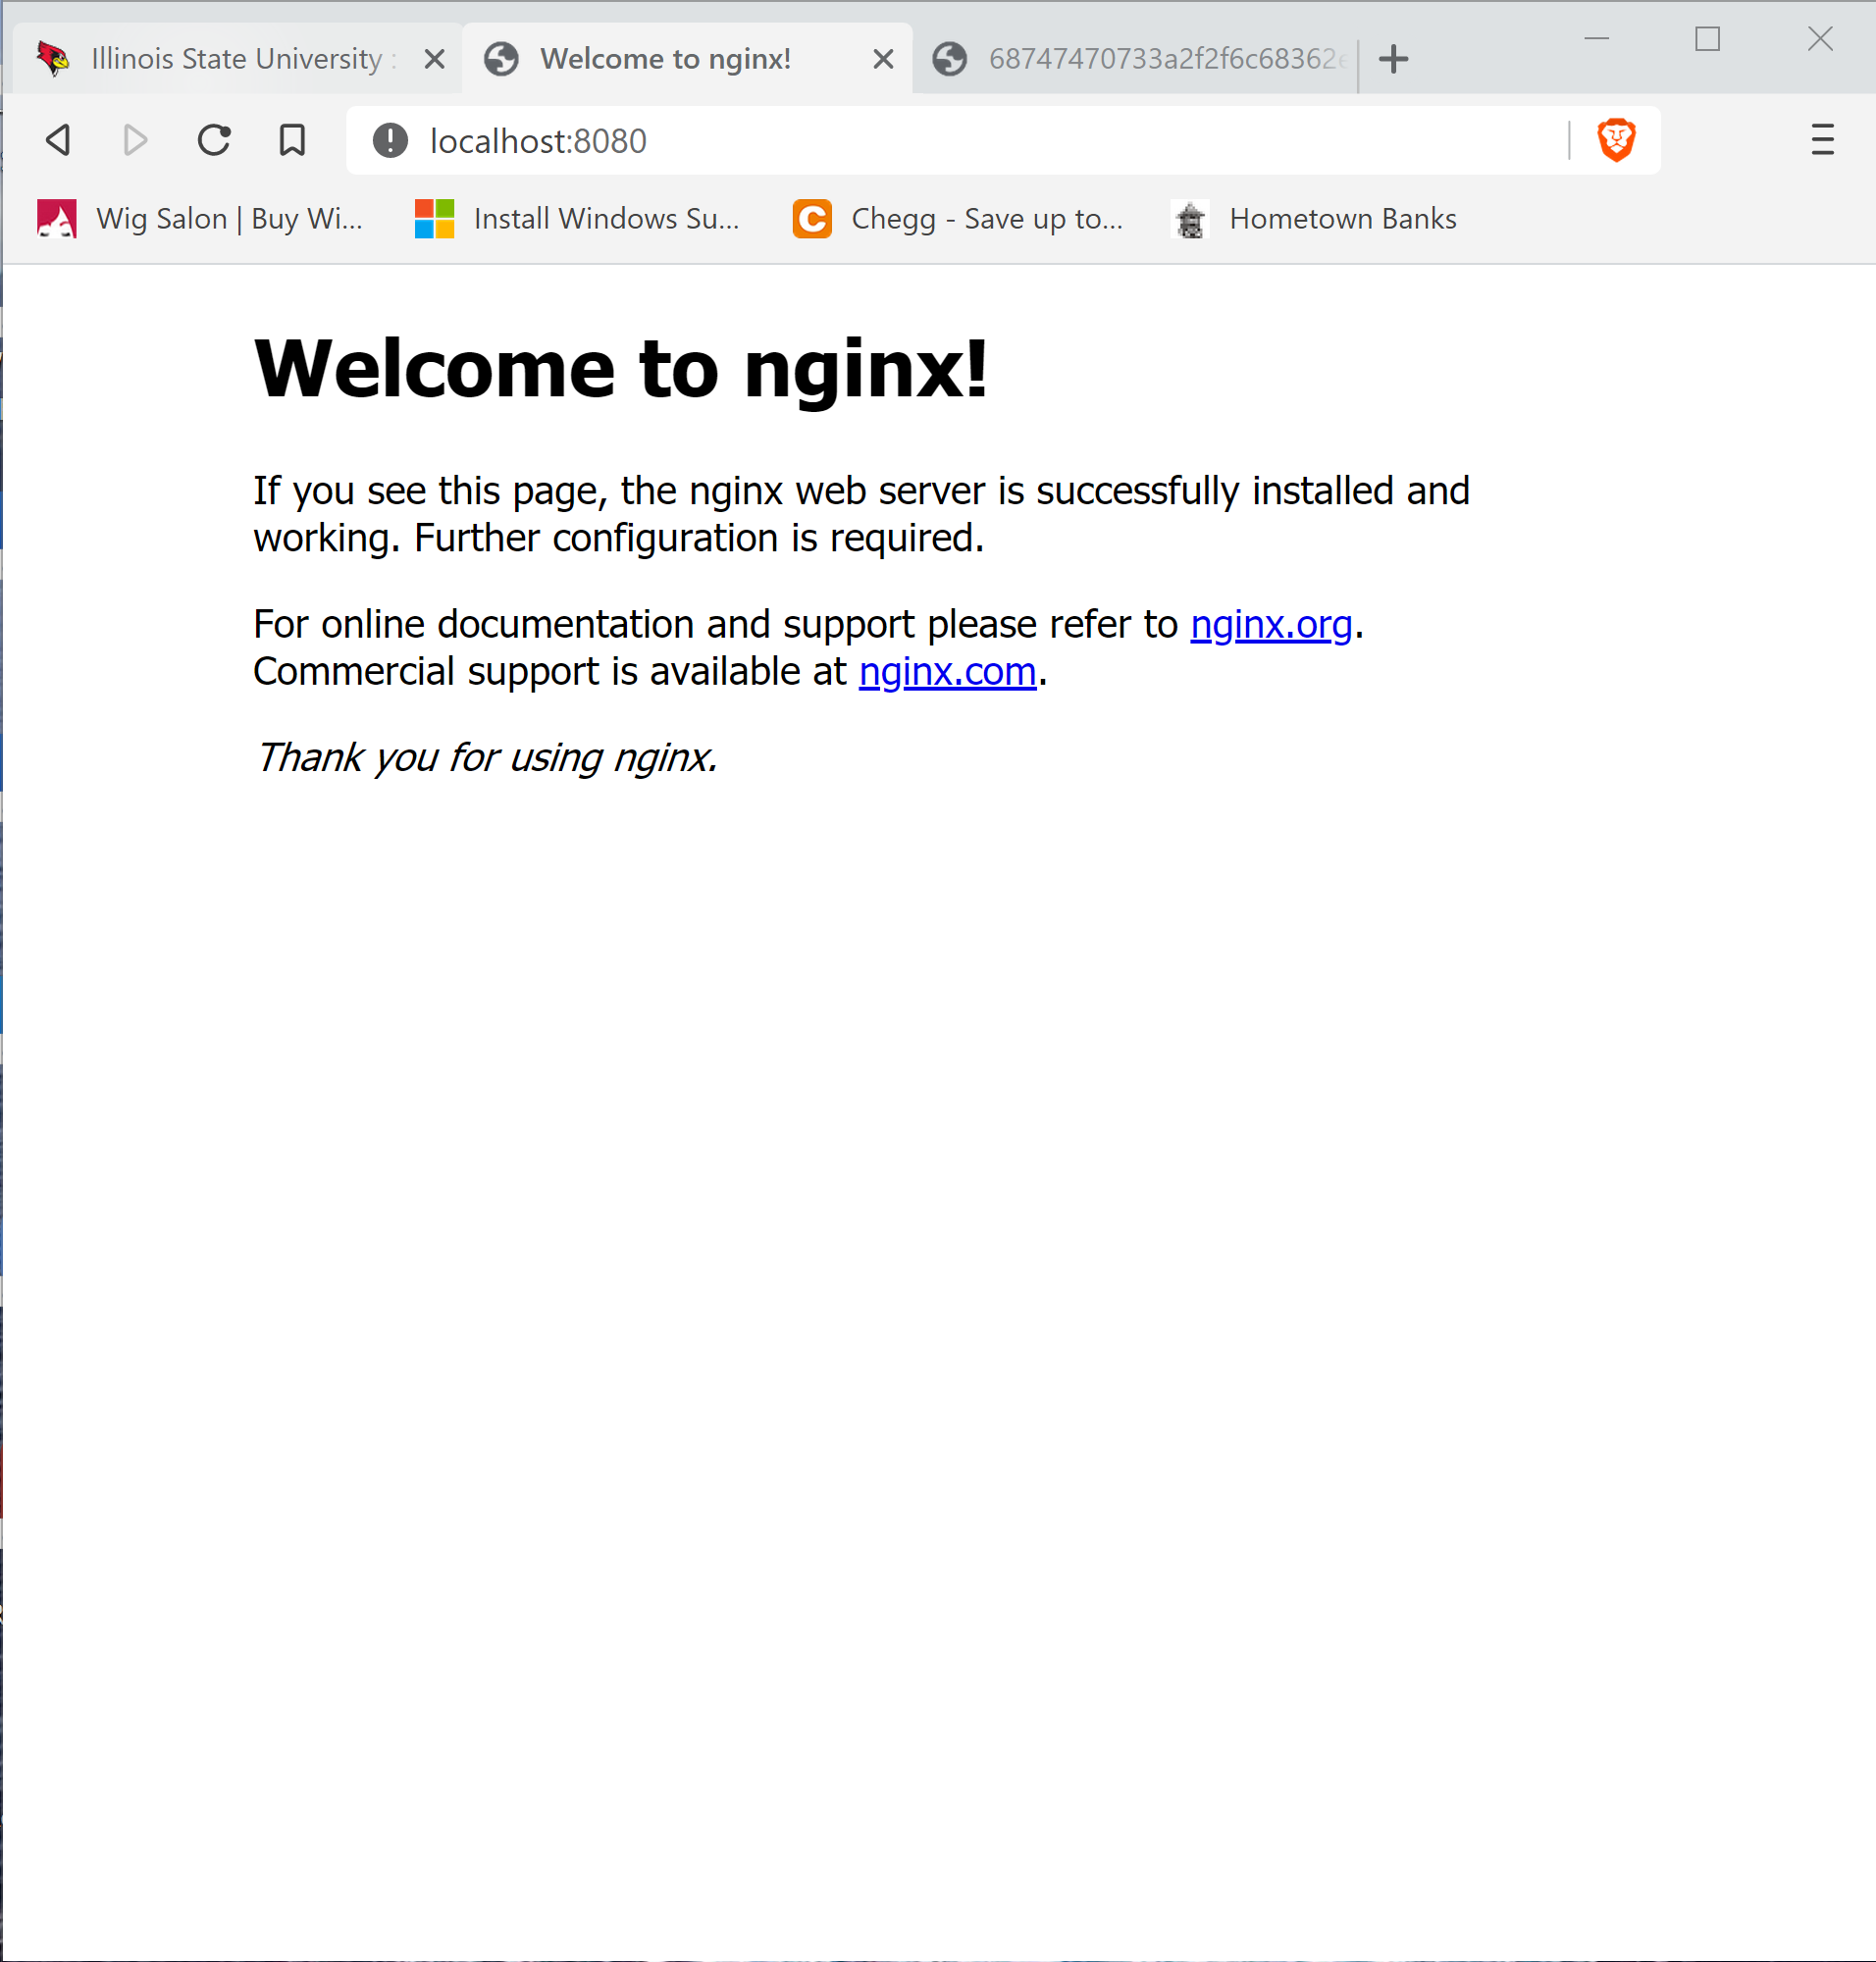 Illinois State University :
Welcome to nginx!
68747470733a2f2f6c68362e
localhost:8080
Wig Salon | Buy Wi...
Install Windows Su...
C
Chegg - Save up to...
Hometown Banks
Welcome to nginx!
If you see this page, the nginx web server is successfully installed and
working. Further configuration is required.
For online documentation and support please refer to nginx.org.
Commercial support is available at nginx.com.
Thank you for using nginx.